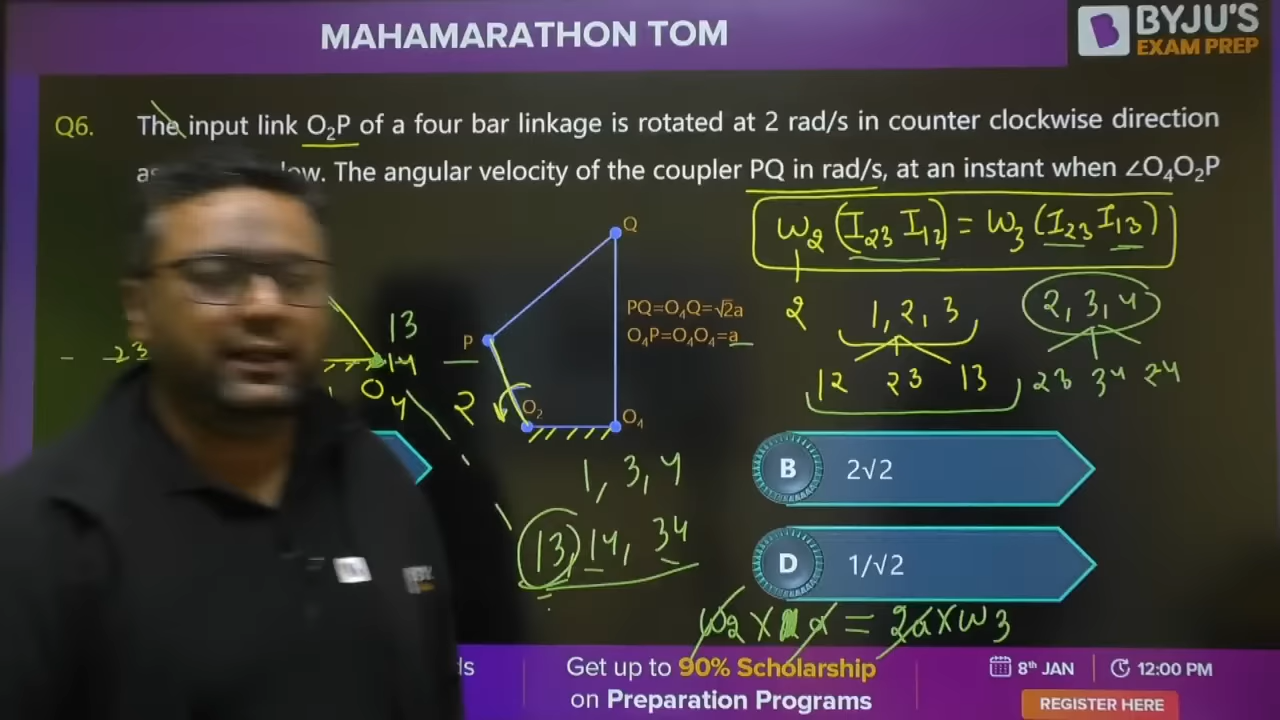 MAHAMARATHON TOM
BYJU'S
EXAM PREP
Q6. The input link O₂P of a four bar linkage is rotated at 2 rad/s in counter clockwise direction
as low. The angular velocity of the coupler PQ in rad/s, at an instant when ∠O₄O₂P
ω₂ (I₂₃ I₁₂) = ω₃ (I₂₃ I₁₃)
2
1, 2, 3
2, 3, 4
12 23 13
23 34 24
Q
PQ=O₄Q=√2a
O₄P=O₄O₄=a
P
2
O₂
O₄
13
14
23
O₄
1, 3, 4
13, 14, 34
B 2√2
D 1/√2
ω₂ × a = 2a × ω₃
ds
Get up to 90% Scholarship
on Preparation Programs
8th JAN
12:00 PM
REGISTER HERE